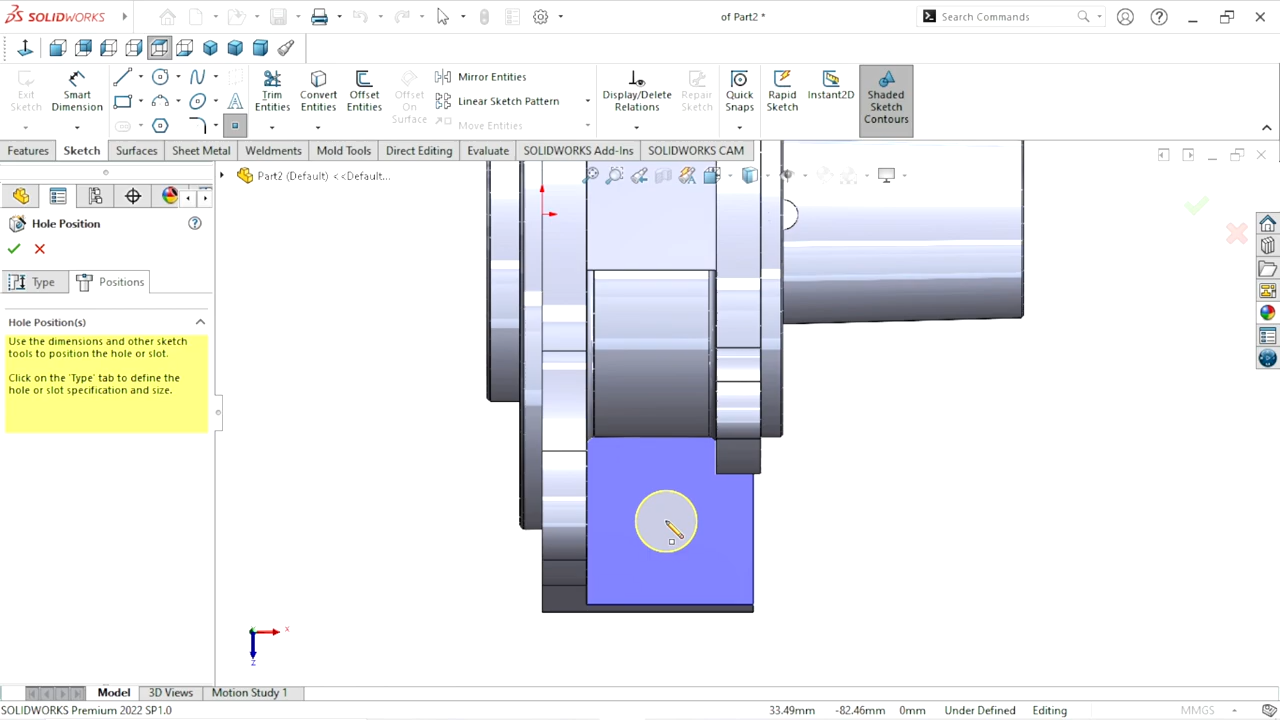 SOLIDWORKS
of Part2 *
Search Commands
Exit Sketch
Smart Dimension
Trim Entities
Convert Entities
Offset Entities
Offset On Surface
Mirror Entities
Linear Sketch Pattern
Move Entities
Display/Delete Relations
Repair Sketch
Quick Snaps
Rapid Sketch
Instant2D
Shaded Sketch Contours
Features
Sketch
Surfaces
Sheet Metal
Weldments
Mold Tools
Direct Editing
Evaluate
SOLIDWORKS Add-Ins
SOLIDWORKS CAM
Part2 (Default) <<Default...
Hole Position
Type
Positions
Hole Position(s)
Use the dimensions and other sketch
tools to position the hole or slot.
Click on the 'Type' tab to define the
hole or slot specification and size.
x
z
Model
3D Views
Motion Study 1
SOLIDWORKS Premium 2022 SP1.0
33.49mm
-82.46mm
0mm
Under Defined
Editing
MMGS